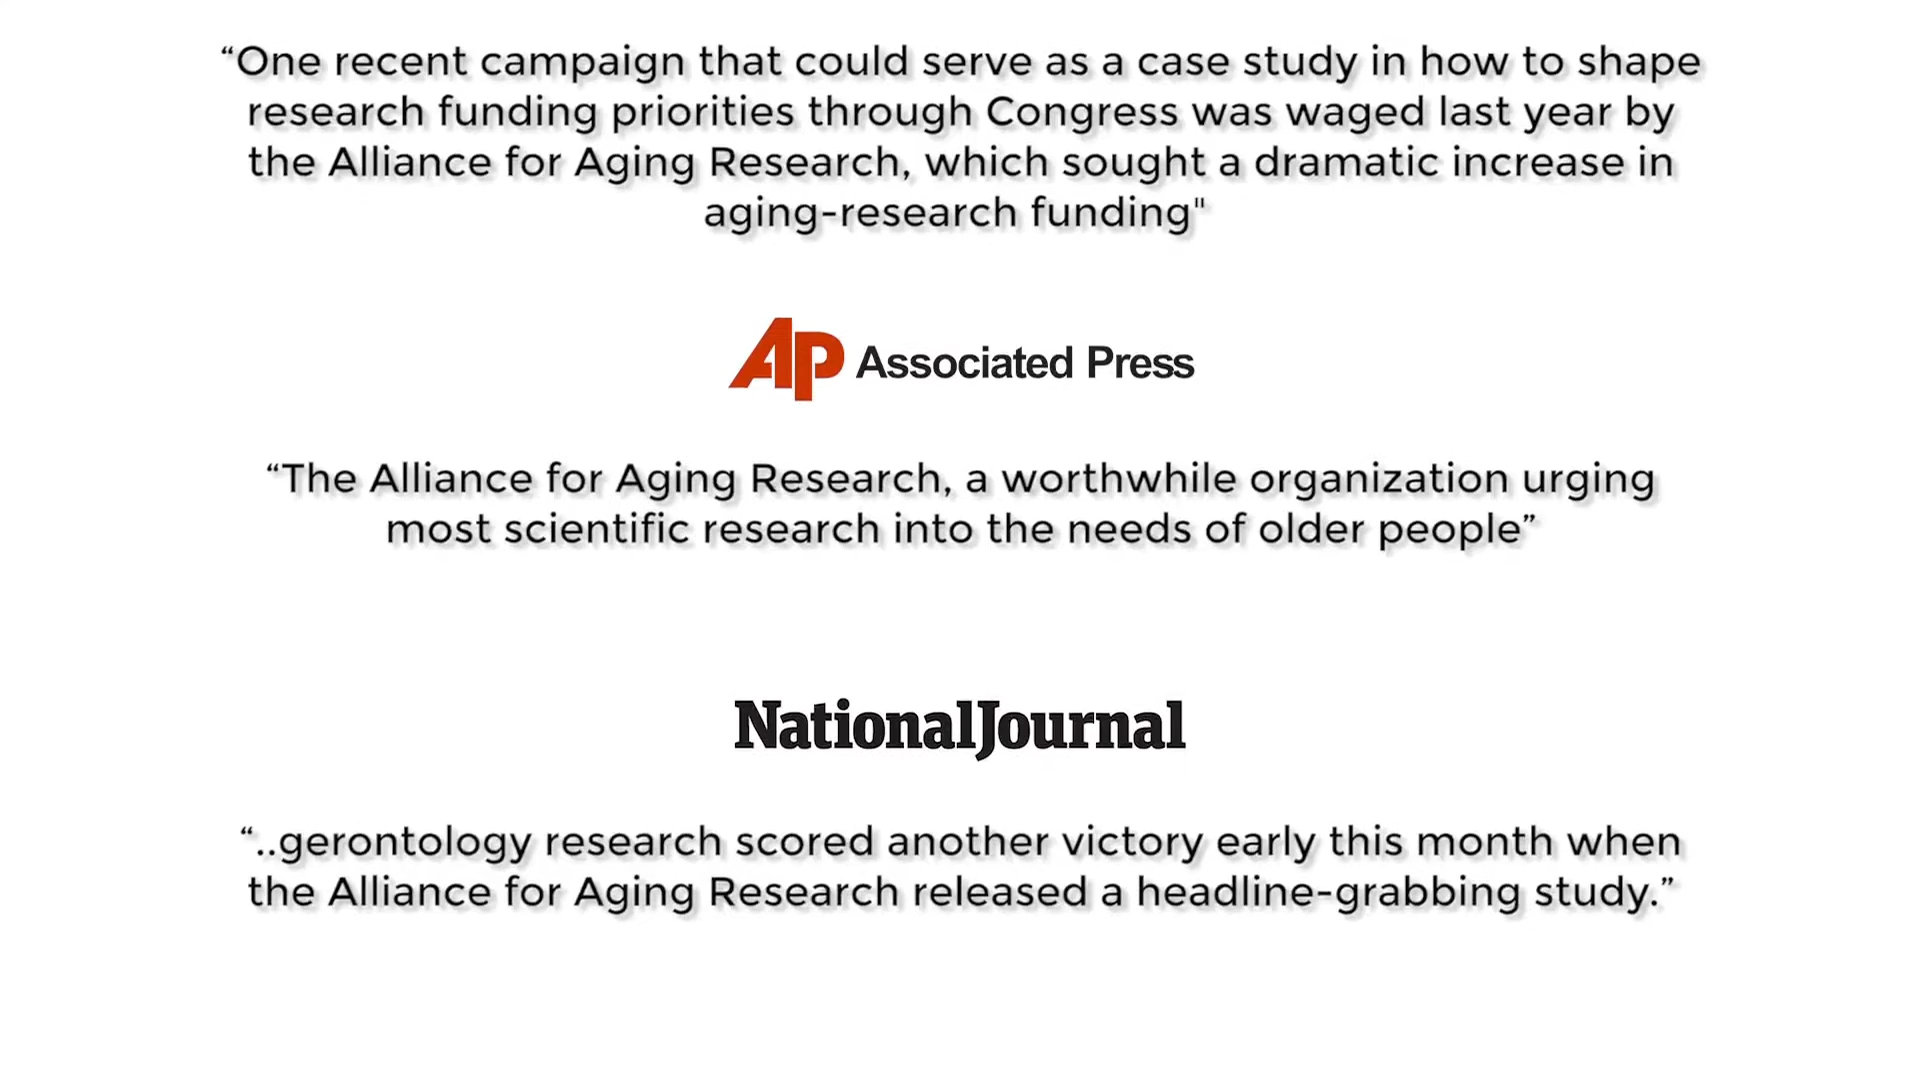 “One recent campaign that could serve as a case study in how to shape
research funding priorities through Congress was waged last year by
the Alliance for Aging Research, which sought a dramatic increase in
aging-research funding"
AP Associated Press
“The Alliance for Aging Research, a worthwhile organization urging
most scientific research into the needs of older people”
NationalJournal
“..gerontology research scored another victory early this month when
the Alliance for Aging Research released a headline-grabbing study.”